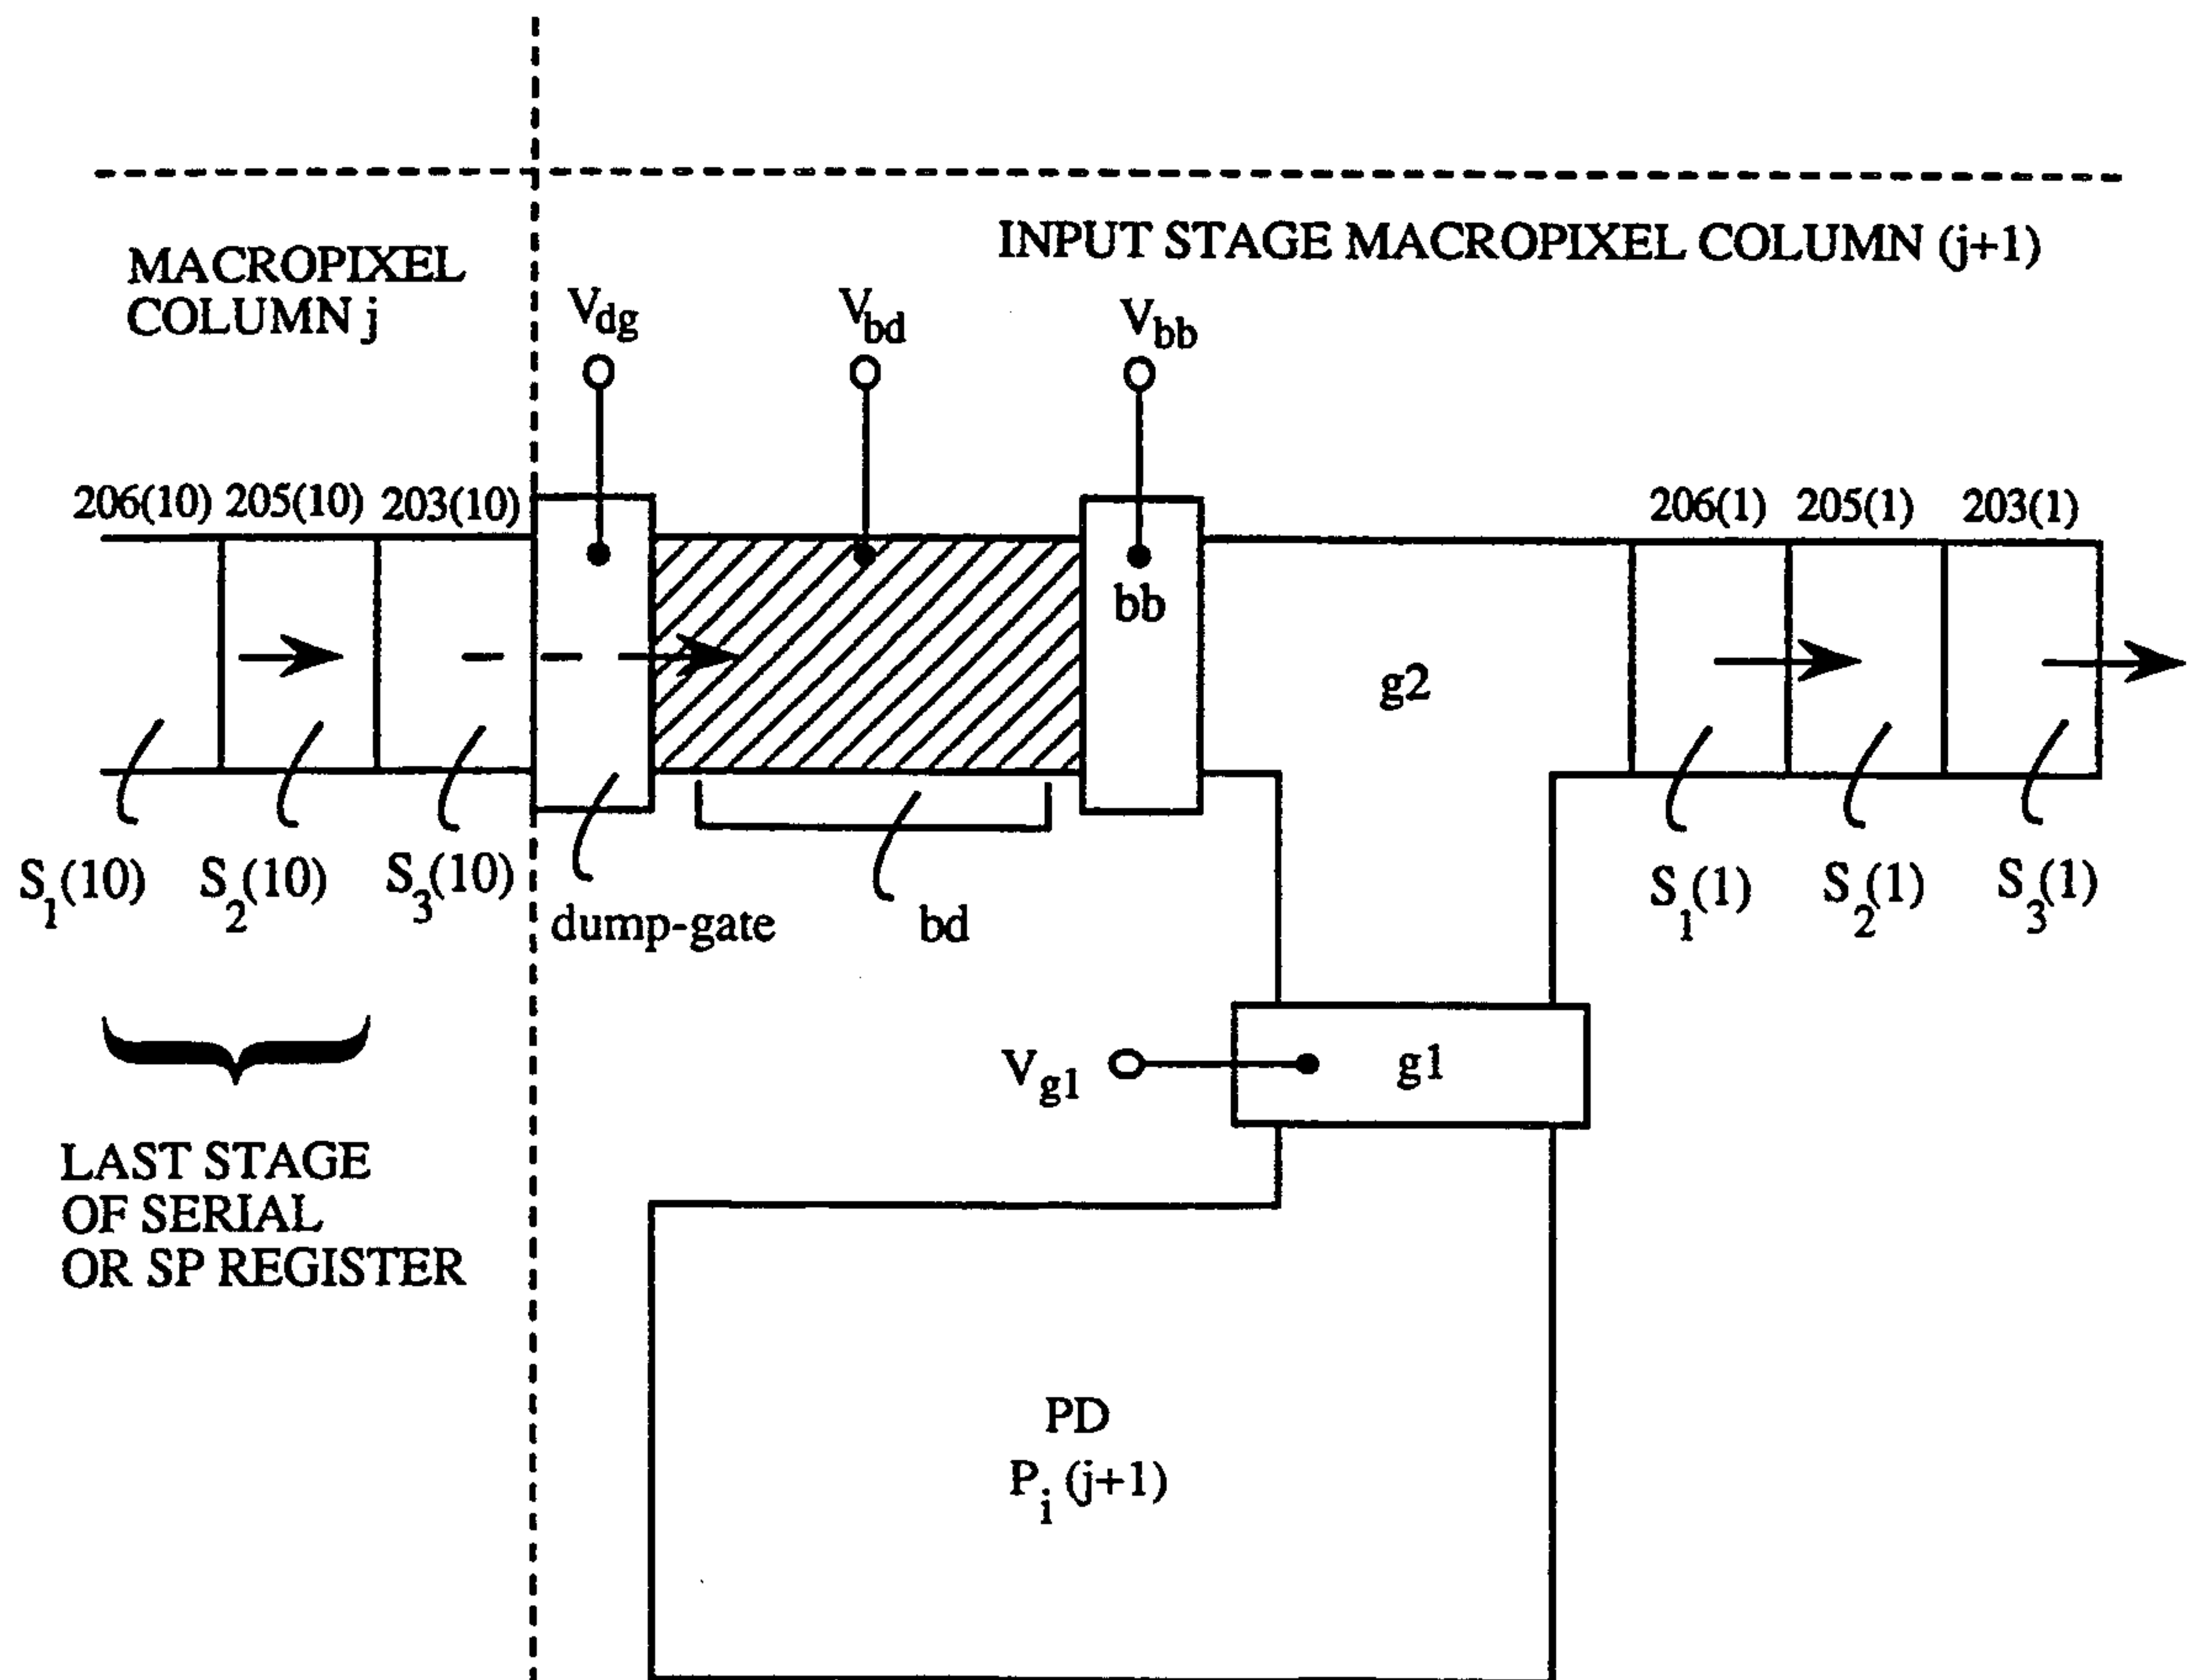 MACROPIXEL
COLUMN j
INPUT STAGE MACROPIXEL COLUMN (j+1)
Vdg
Vbd
Vbb
206(10) 205(10) 203(10)
206(1) 205(1) 203(1)
bb
g2
S1(10) S2(10) S3(10)
dump-gate
bd
S1(1) S2(1) S3(1)
Vg1
g1
LAST STAGE
OF SERIAL
OR SP REGISTER
PD
Pi (j+1)